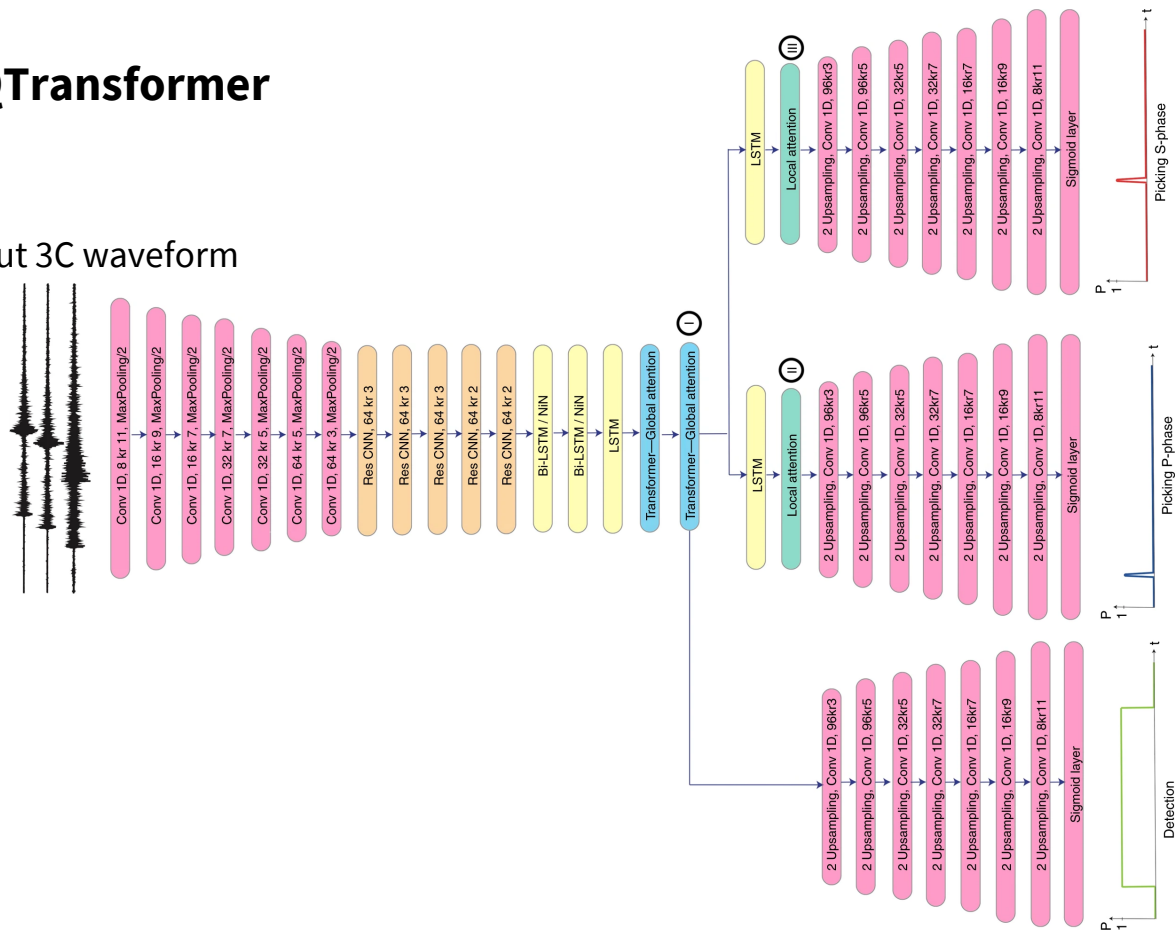 QTransformer
ut 3C waveform
Conv 1D, 8 kr 11, MaxPooling/2
Conv 1D, 16 kr 9, MaxPooling/2
Conv 1D, 16 kr 7, MaxPooling/2
Conv 1D, 32 kr 7, MaxPooling/2
Conv 1D, 32 kr 5, MaxPooling/2
Conv 1D, 64 kr 5, MaxPooling/2
Conv 1D, 64 kr 3, MaxPooling/2
Res CNN, 64 kr 3
Res CNN, 64 kr 3
Res CNN, 64 kr 3
Res CNN, 64 kr 2
Res CNN, 64 kr 2
Bi-LSTM / NiN
Bi-LSTM / NiN
LSTM
Transformer—Global attention
Transformer—Global attention
I
2 Upsampling, Conv 1D, 96kr3
2 Upsampling, Conv 1D, 96kr5
2 Upsampling, Conv 1D, 32kr5
2 Upsampling, Conv 1D, 32kr7
2 Upsampling, Conv 1D, 16kr7
2 Upsampling, Conv 1D, 16kr9
2 Upsampling, Conv 1D, 8kr11
Sigmoid layer
P
1
t
Detection
LSTM
Local attention
II
2 Upsampling, Conv 1D, 96kr3
2 Upsampling, Conv 1D, 96kr5
2 Upsampling, Conv 1D, 32kr5
2 Upsampling, Conv 1D, 32kr7
2 Upsampling, Conv 1D, 16kr7
2 Upsampling, Conv 1D, 16kr9
2 Upsampling, Conv 1D, 8kr11
Sigmoid layer
P
1
t
Picking P-phase
LSTM
Local attention
III
2 Upsampling, Conv 1D, 96kr3
2 Upsampling, Conv 1D, 96kr5
2 Upsampling, Conv 1D, 32kr5
2 Upsampling, Conv 1D, 32kr7
2 Upsampling, Conv 1D, 16kr7
2 Upsampling, Conv 1D, 16kr9
2 Upsampling, Conv 1D, 8kr11
Sigmoid layer
P
1
t
Picking S-phase